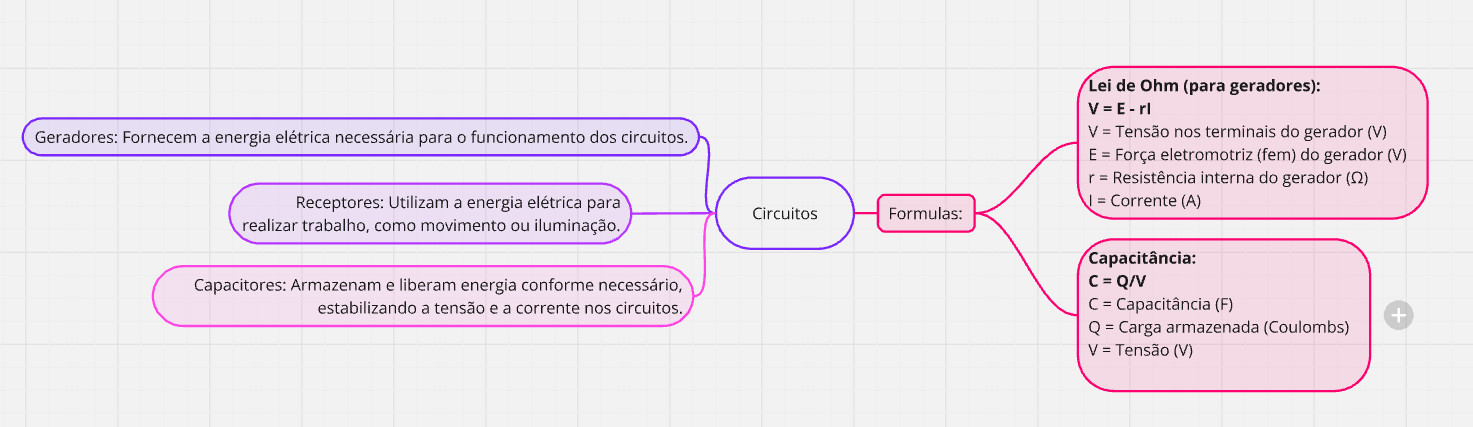 Geradores: Fornecem a energia elétrica necessária para o funcionamento dos circuitos.
Receptores: Utilizam a energia elétrica para
realizar trabalho, como movimento ou iluminação.
Capacitores: Armazenam e liberam energia conforme necessário,
estabilizando a tensão e a corrente nos circuitos.
Circuitos
Formulas:
Lei de Ohm (para geradores):
V = E - rI
V = Tensão nos terminais do gerador (V)
E = Força eletromotriz (fem) do gerador (V)
r = Resistência interna do gerador (Ω)
I = Corrente (A)
Capacitância:
C = Q/V
C = Capacitância (F)
Q = Carga armazenada (Coulombs)
V = Tensão (V)